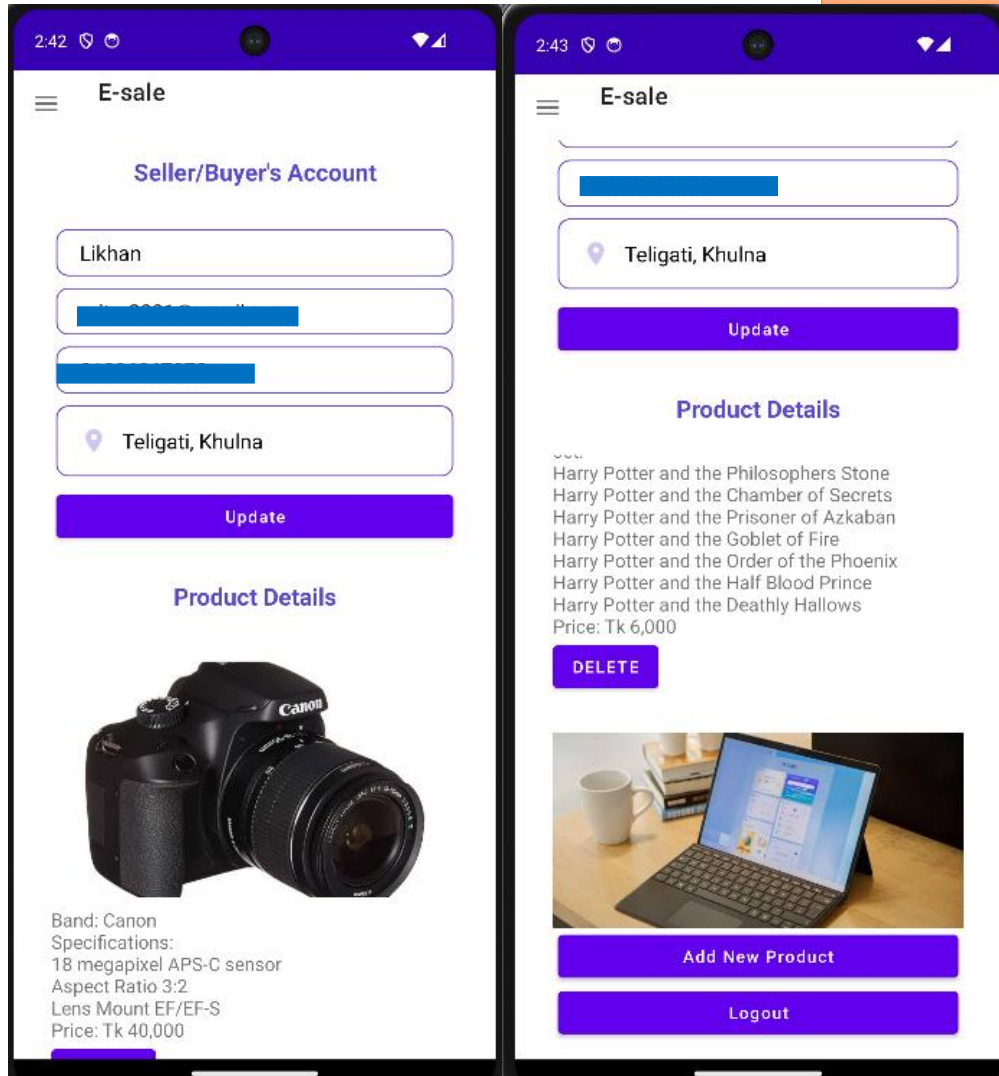 2:42
E-sale
Seller/Buyer's Account
Likhan
Teligati, Khulna
Update
Product Details
Canon
Band: Canon
Specifications:
18 megapixel APS-C sensor
Aspect Ratio 3:2
Lens Mount EF/EF-S
Price: Tk 40,000
2:43
E-sale
Teligati, Khulna
Update
Product Details
Harry Potter and the Philosophers Stone
Harry Potter and the Chamber of Secrets
Harry Potter and the Prisoner of Azkaban
Harry Potter and the Goblet of Fire
Harry Potter and the Order of the Phoenix
Harry Potter and the Half Blood Prince
Harry Potter and the Deathly Hallows
Price: Tk 6,000
DELETE
Add New Product
Logout